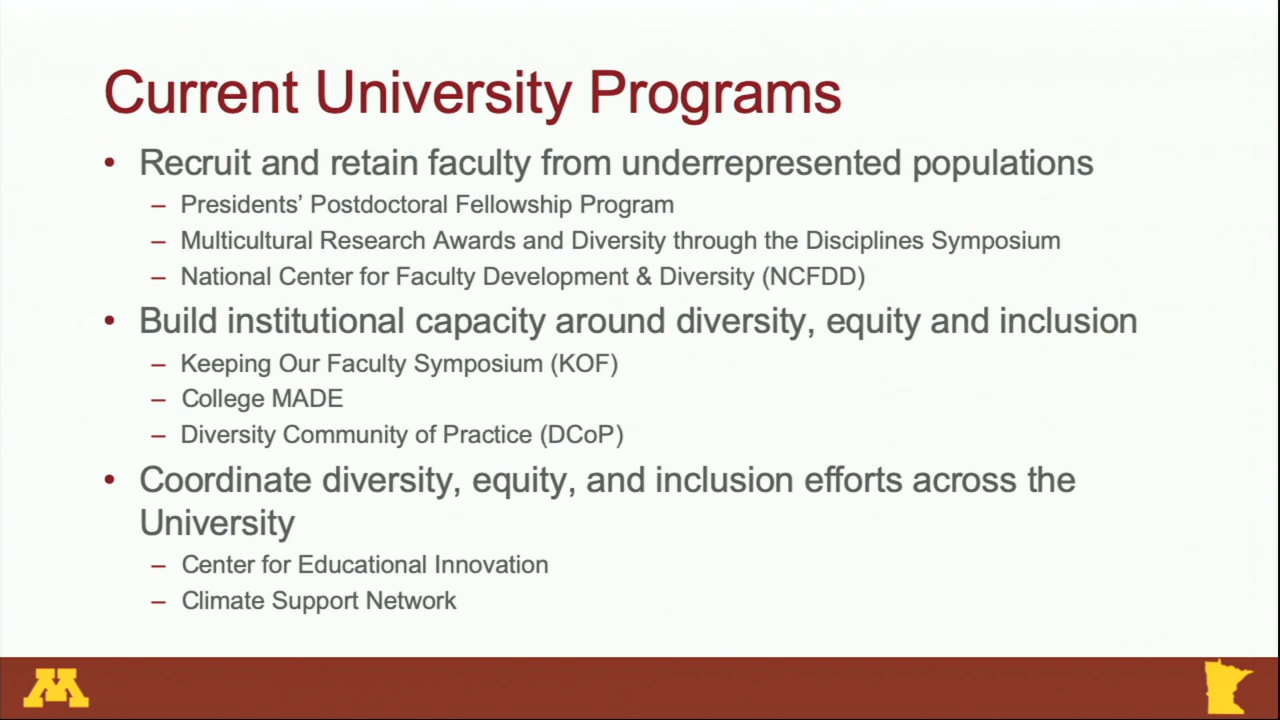 Current University Programs
• Recruit and retain faculty from underrepresented populations
– Presidents’ Postdoctoral Fellowship Program
– Multicultural Research Awards and Diversity through the Disciplines Symposium
– National Center for Faculty Development & Diversity (NCFDD)
• Build institutional capacity around diversity, equity and inclusion
– Keeping Our Faculty Symposium (KOF)
– College MADE
– Diversity Community of Practice (DCoP)
• Coordinate diversity, equity, and inclusion efforts across the
University
– Center for Educational Innovation
– Climate Support Network
M